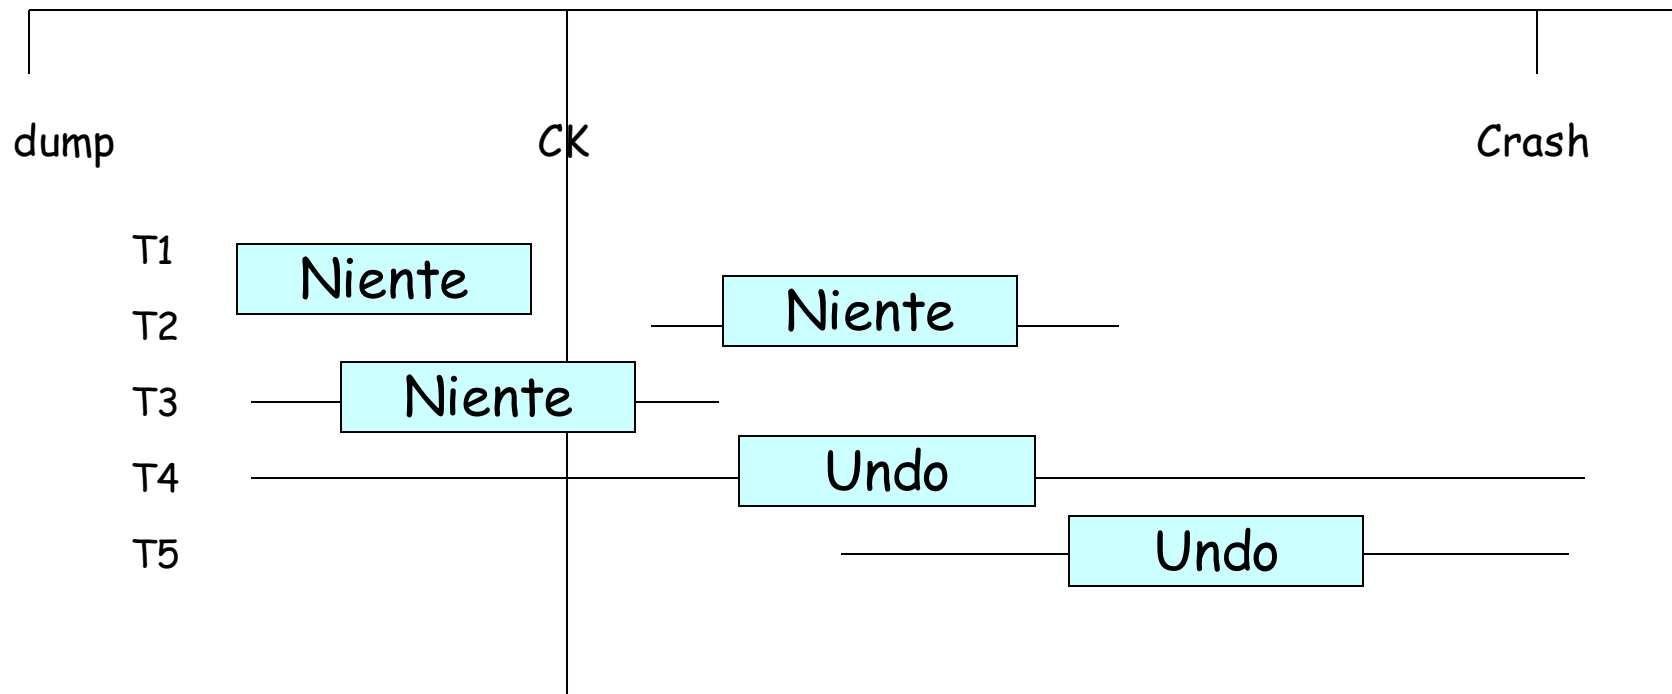 dump CK Crash
T1 Niente
T2 Niente
T3 Niente
T4 Undo
T5 Undo